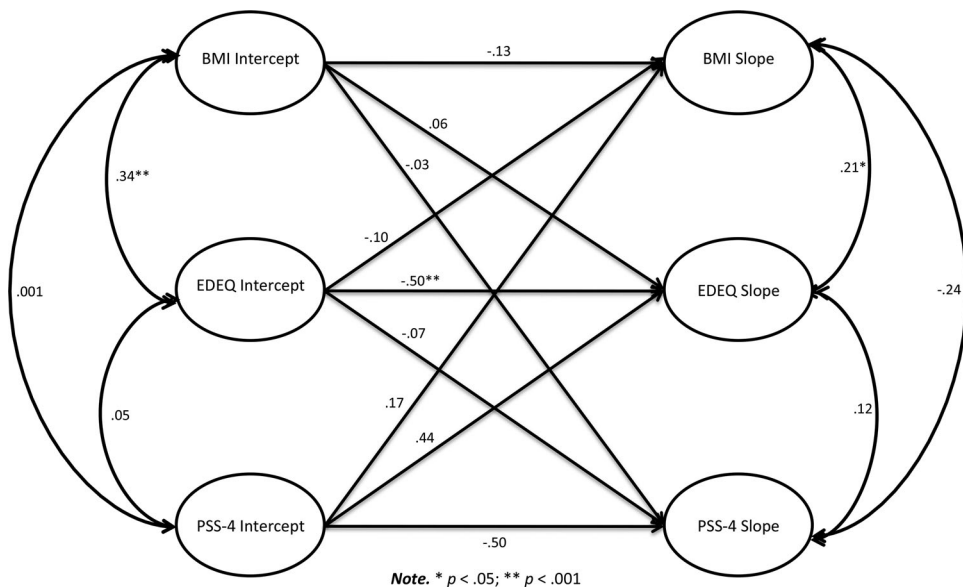 BMI Intercept
-.13
BMI Slope
.06
-.03
.34**
.21*
-.10
EDEQ Intercept
-.50**
EDEQ Slope
.001
-.24
-.07
.17
.05
.12
.44
PSS-4 Intercept
PSS-4 Slope
-.50
Note. * p < .05; ** p < .001